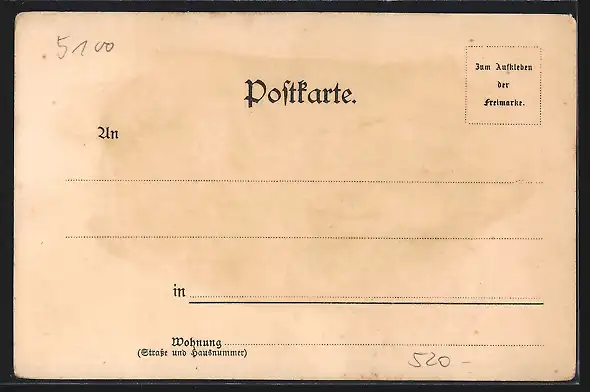 5100
Postkarte.
Zum Aufkleben
der
Freimarke.
An
in
Wohnung
(Straße und Hausnummer)
520-